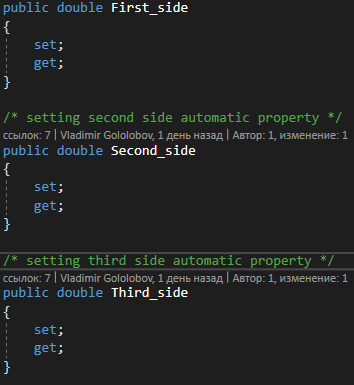 public double First_side
{
set;
get;
}
/* setting second side automatic property */
ссылок: 7 | Vladimir Gololobov, 1 день назад | Автор: 1, изменение: 1
public double Second_side
{
set;
get;
}
/* setting third side automatic property */
ссылок: 7 | Vladimir Gololobov, 1 день назад | Автор: 1, изменение: 1
public double Third_side
{
set;
get;
}